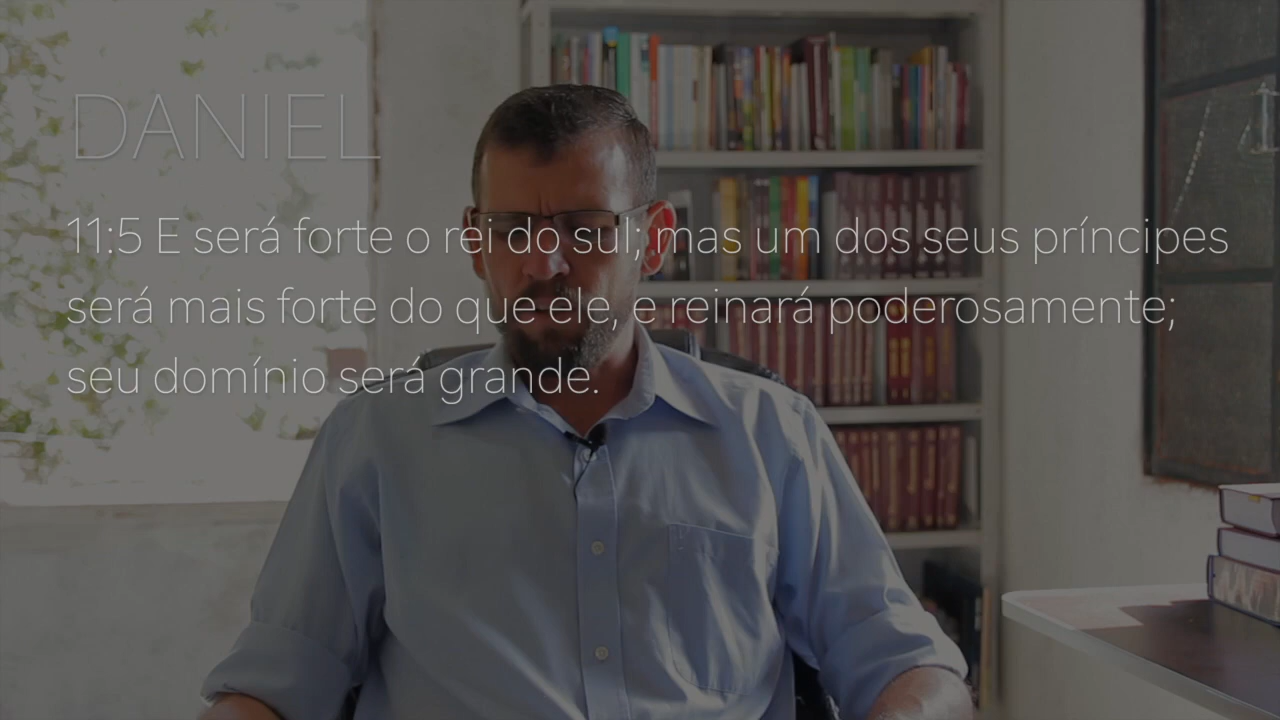 DANIEL
11:5 E será forte o rei do sul; mas um dos seus príncipes
será mais forte do que ele, e reinará poderosamente;
seu domínio será grande.